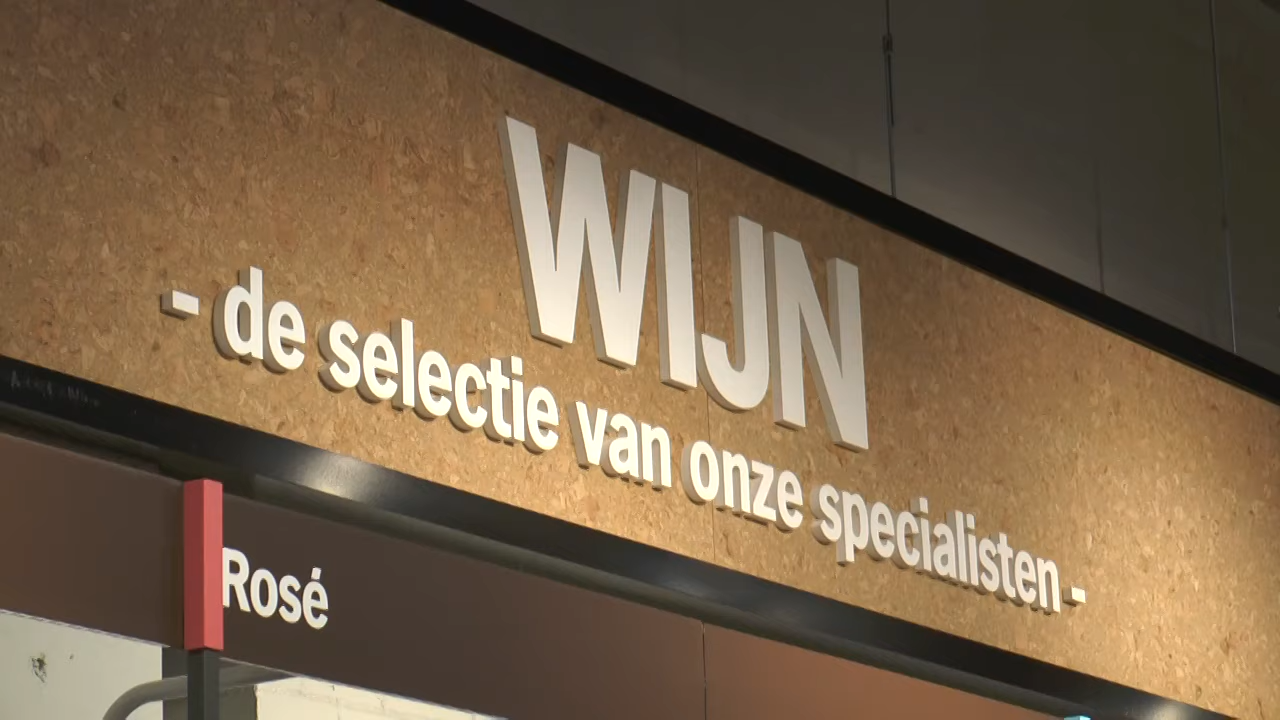 WIJN
- de selectie van onze specialisten -
Rosé